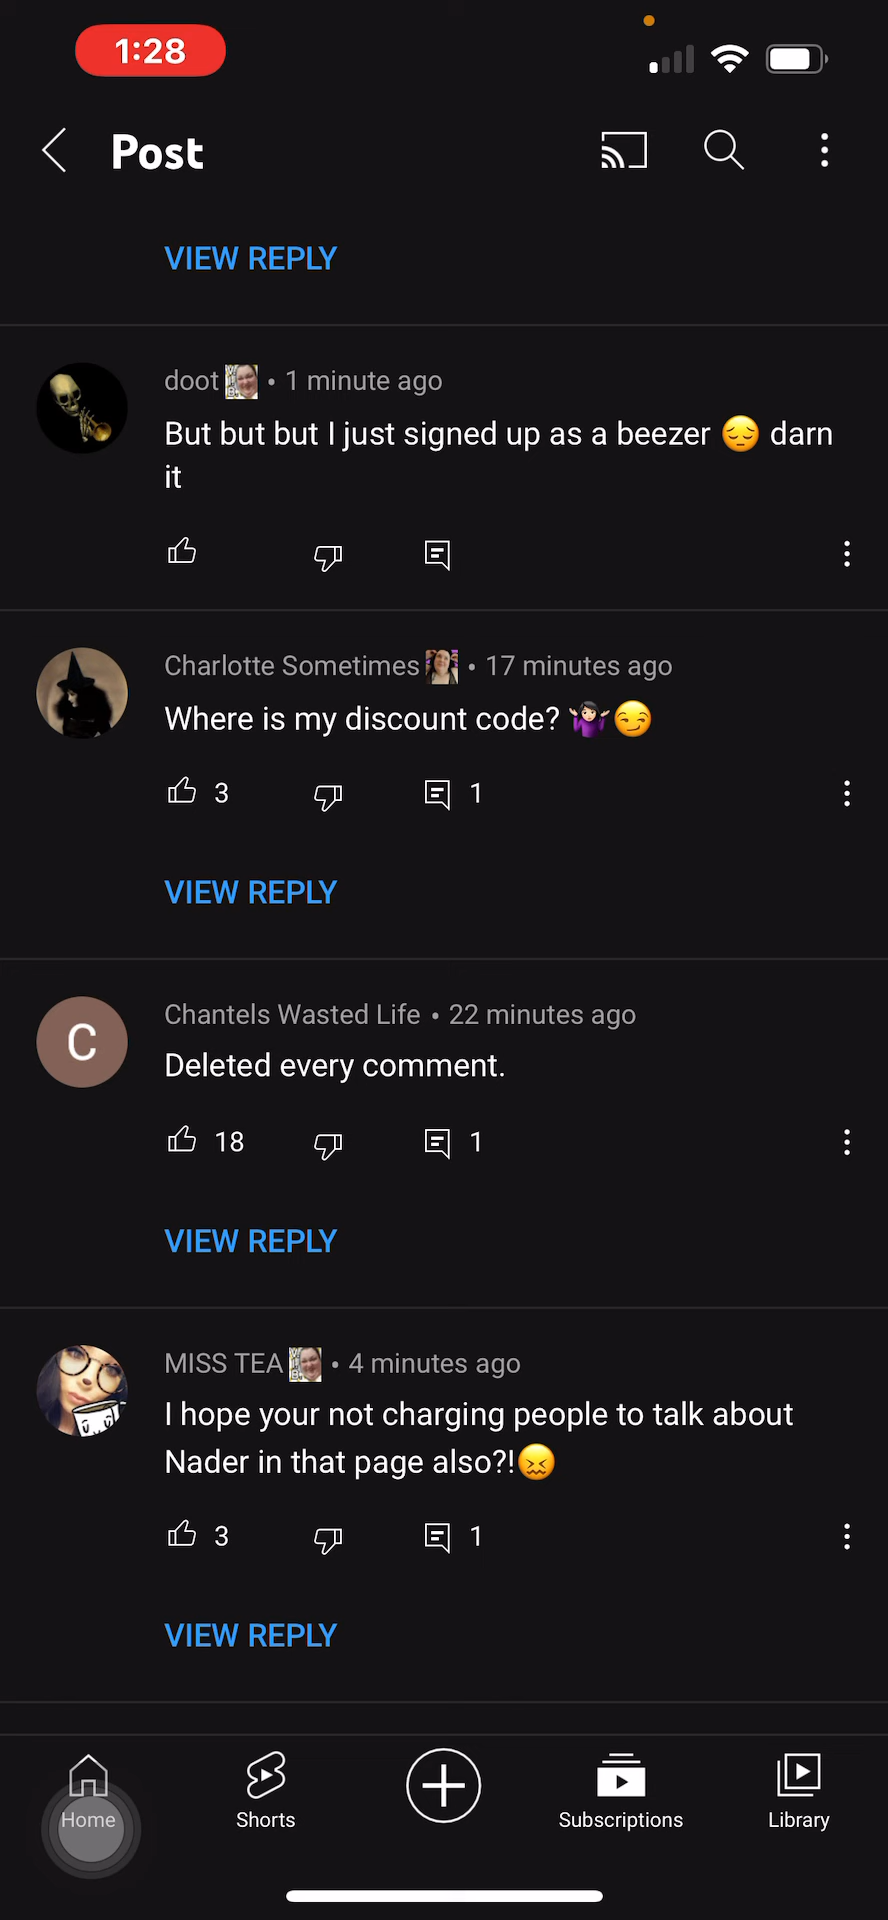 1:28
Post
VIEW REPLY
doot • 1 minute ago
But but but I just signed up as a beezer 😔 darn
it
Charlotte Sometimes • 17 minutes ago
Where is my discount code? 🤷🏻‍♀️😏
3 1
VIEW REPLY
C
Chantels Wasted Life • 22 minutes ago
Deleted every comment.
18 1
VIEW REPLY
MISS TEA • 4 minutes ago
I hope your not charging people to talk about
Nader in that page also?!😖
3 1
VIEW REPLY
Home Shorts Subscriptions Library